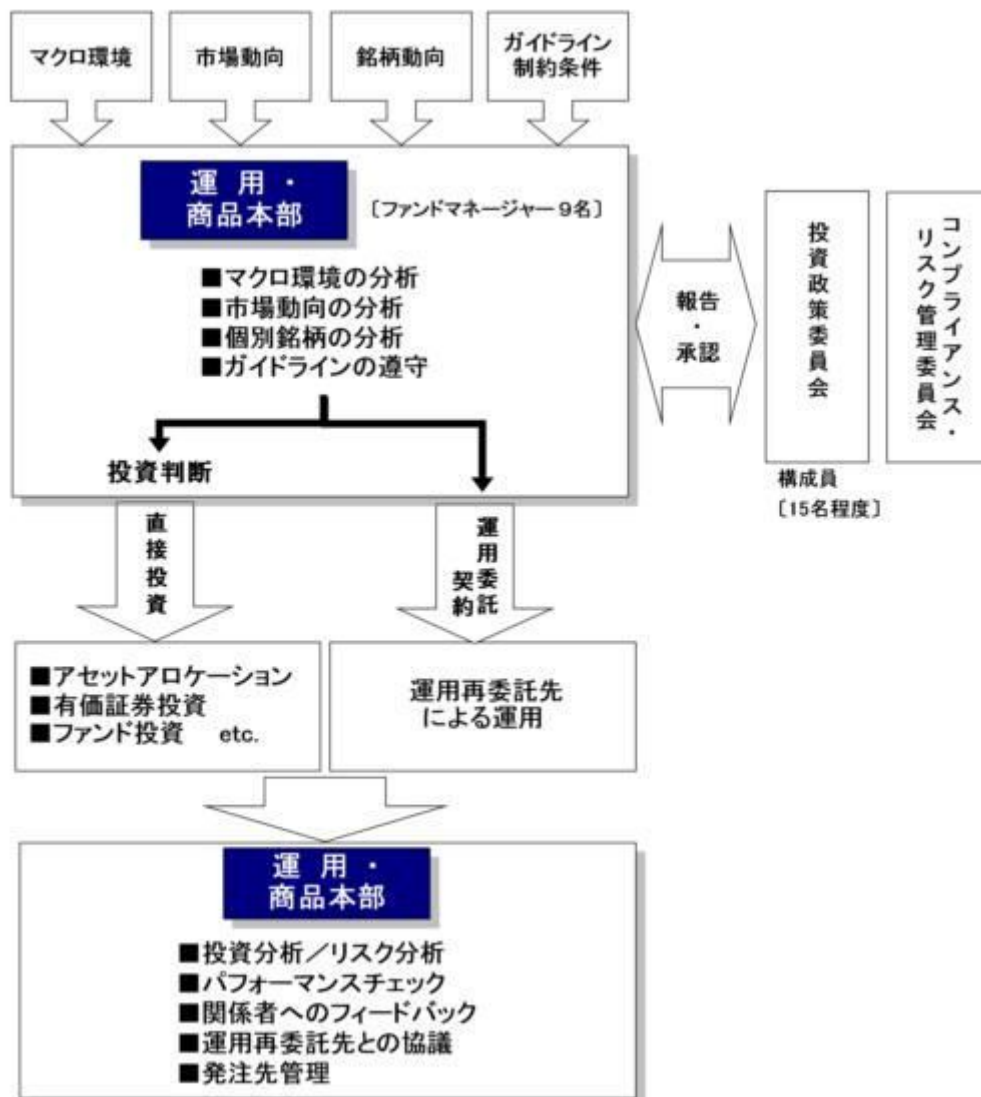 マクロ環境
市場動向
銘柄動向
ガイドライン
制約条件
運 用 ・
商品本部
〔ファンドマネージャー9名〕
■マクロ環境の分析
■市場動向の分析
■個別銘柄の分析
■ガイドラインの遵守
投資判断
報告
・
承認
投資政策委員会
コンプライアンス・
リスク管理委員会
構成員
〔15名程度〕
直接投資
運用委託
契約
■アセットアロケーション
■有価証券投資
■ファンド投資 etc.
運用再委託先
による運用
運 用 ・
商品本部
■投資分析／リスク分析
■パフォーマンスチェック
■関係者へのフィードバック
■運用再委託先との協議
■発注先管理